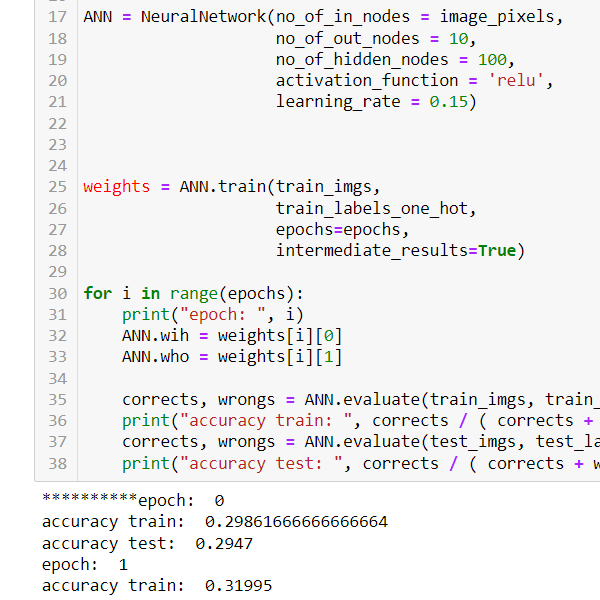 17 ANN = NeuralNetwork(no_of_in_nodes = image_pixels,
18 no_of_out_nodes = 10,
19 no_of_hidden_nodes = 100,
20 activation_function = 'relu',
21 learning_rate = 0.15)
22
23
24
25 weights = ANN.train(train_imgs,
26 train_labels_one_hot,
27 epochs=epochs,
28 intermediate_results=True)
29
30 for i in range(epochs):
31 print("epoch: ", i)
32 ANN.wih = weights[i][0]
33 ANN.who = weights[i][1]
34
35 corrects, wrongs = ANN.evaluate(train_imgs, train_
36 print("accuracy train: ", corrects / ( corrects +
37 corrects, wrongs = ANN.evaluate(test_imgs, test_la
38 print("accuracy test: ", corrects / ( corrects + w
**********epoch:  0
accuracy train:  0.29861666666666664
accuracy test:  0.2947
epoch:  1
accuracy train:  0.31995